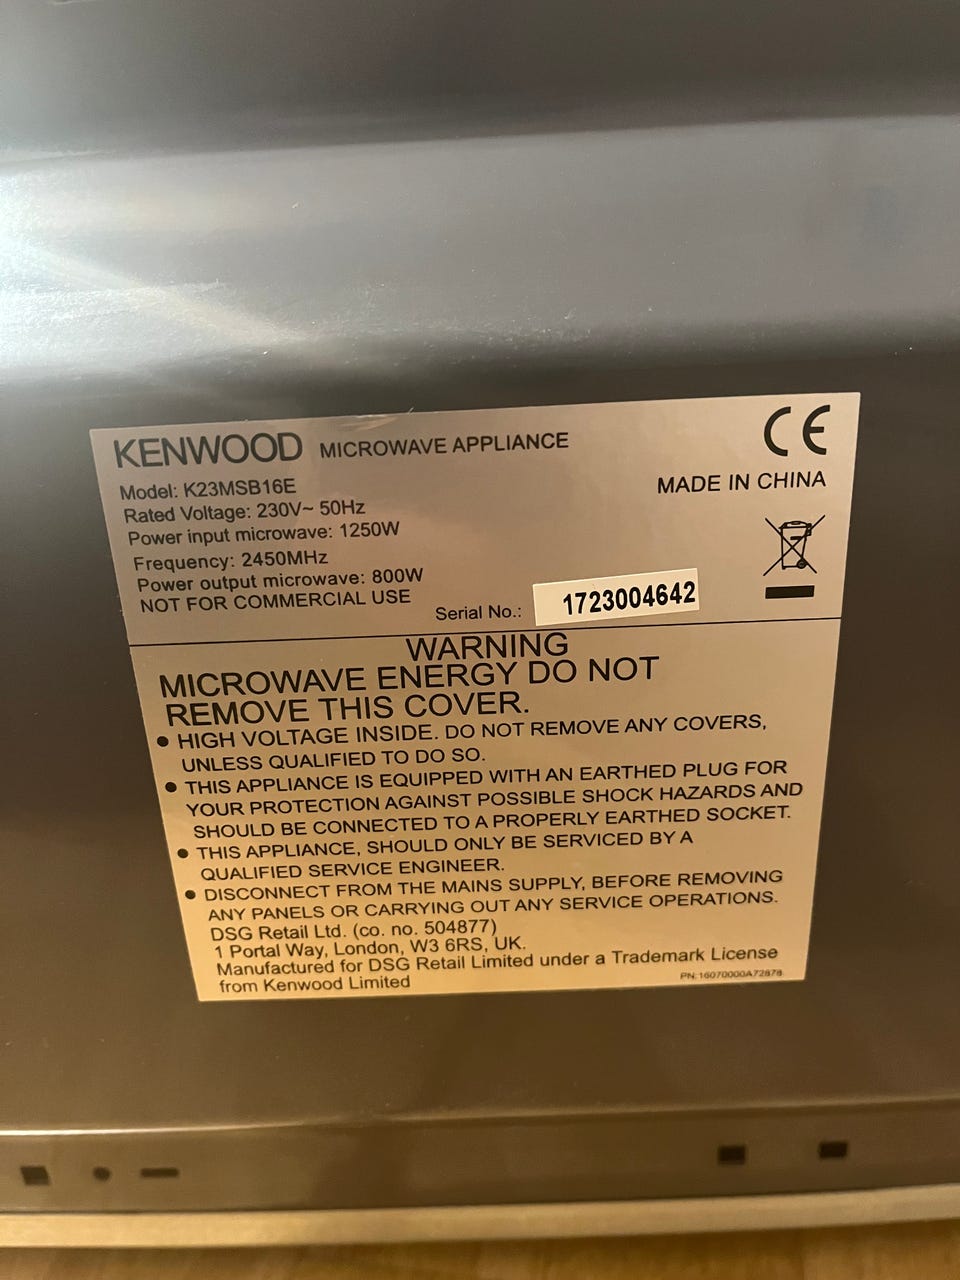 KENWOOD MICROWAVE APPLIANCE
CE
Model: K23MSB16E
MADE IN CHINA
Rated Voltage: 230V~ 50Hz
Power input microwave: 1250W
Frequency: 2450MHz
Power output microwave: 800W
NOT FOR COMMERCIAL USE
Serial No.: 1723004642
WARNING
MICROWAVE ENERGY DO NOT
REMOVE THIS COVER.
● HIGH VOLTAGE INSIDE. DO NOT REMOVE ANY COVERS,
UNLESS QUALIFIED TO DO SO.
● THIS APPLIANCE IS EQUIPPED WITH AN EARTHED PLUG FOR
YOUR PROTECTION AGAINST POSSIBLE SHOCK HAZARDS AND
SHOULD BE CONNECTED TO A PROPERLY EARTHED SOCKET.
● THIS APPLIANCE, SHOULD ONLY BE SERVICED BY A
QUALIFIED SERVICE ENGINEER.
● DISCONNECT FROM THE MAINS SUPPLY, BEFORE REMOVING
ANY PANELS OR CARRYING OUT ANY SERVICE OPERATIONS.
DSG Retail Ltd. (co. no. 504877)
1 Portal Way, London, W3 6RS, UK.
Manufactured for DSG Retail Limited under a Trademark License
from Kenwood Limited
PN:16070000A72878